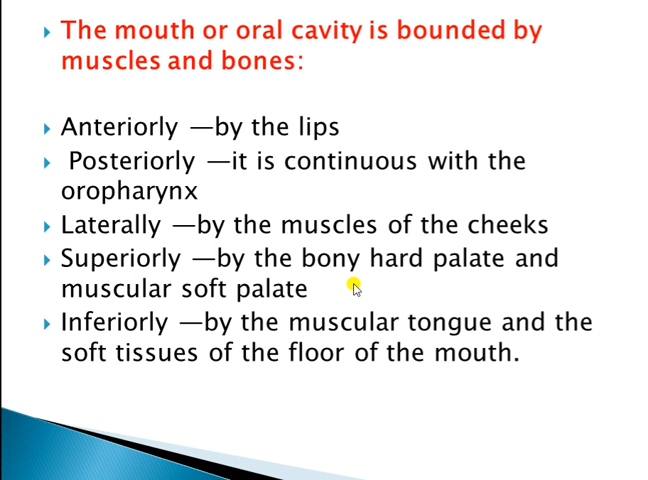 The mouth or oral cavity is bounded by
muscles and bones:
Anteriorly —by the lips
Posteriorly —it is continuous with the
oropharynx
Laterally —by the muscles of the cheeks
Superiorly —by the bony hard palate and
muscular soft palate
Inferiorly —by the muscular tongue and the
soft tissues of the floor of the mouth.